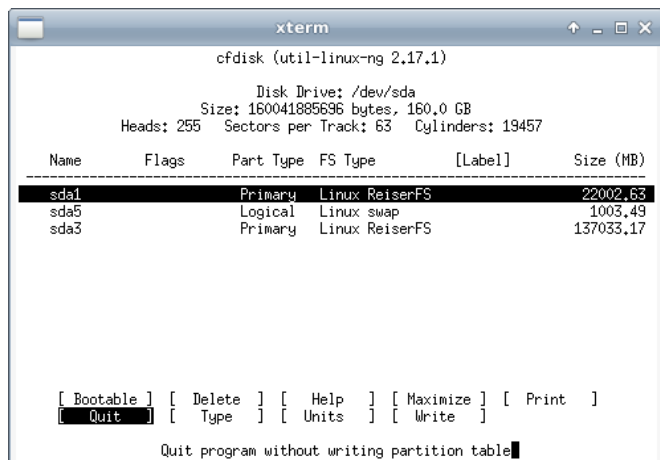 xterm
cfdisk (util-linux-ng 2.17.1)
Disk Drive: /dev/sda
Size: 160041885696 bytes, 160.0 GB
Heads: 255   Sectors per Track: 63   Cylinders: 19457
Name   Flags   Part Type   FS Type   [Label]   Size (MB)
sda1   Primary   Linux ReiserFS   22002.63
sda5   Logical   Linux swap   1003.49
sda3   Primary   Linux ReiserFS   137033.17
[ Bootable ] [ Delete ] [ Help ] [ Maximize ] [ Print ]
[ Quit ] [ Type ] [ Units ] [ Write ]
Quit program without writing partition table